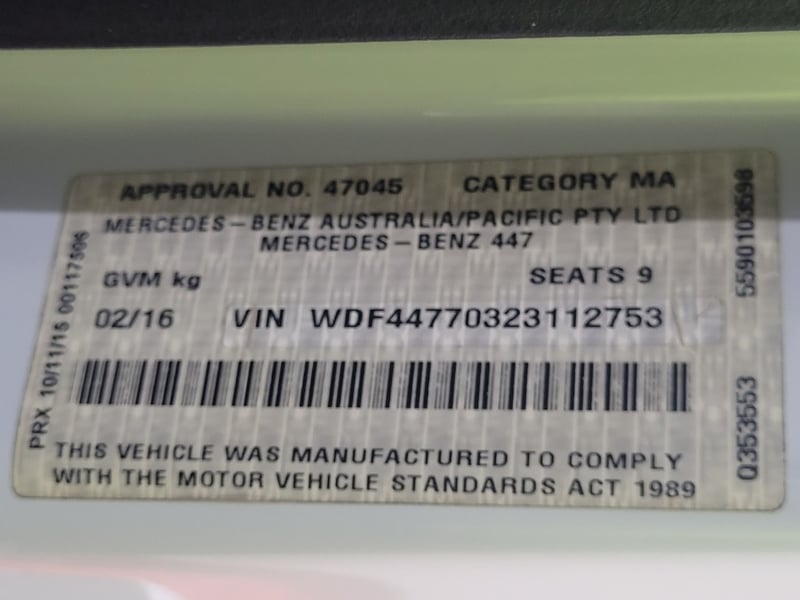 APPROVAL NO. 47045 CATEGORY MA
MERCEDES-BENZ AUSTRALIA/PACIFIC PTY LTD
MERCEDES-BENZ 447
GVM kg SEATS 9
02/16 VIN WDF44770323112753
THIS VEHICLE WAS MANUFACTURED TO COMPLY
WITH THE MOTOR VEHICLE STANDARDS ACT 1989
PRX 10/11/15 00117506
Q353553 5590103598